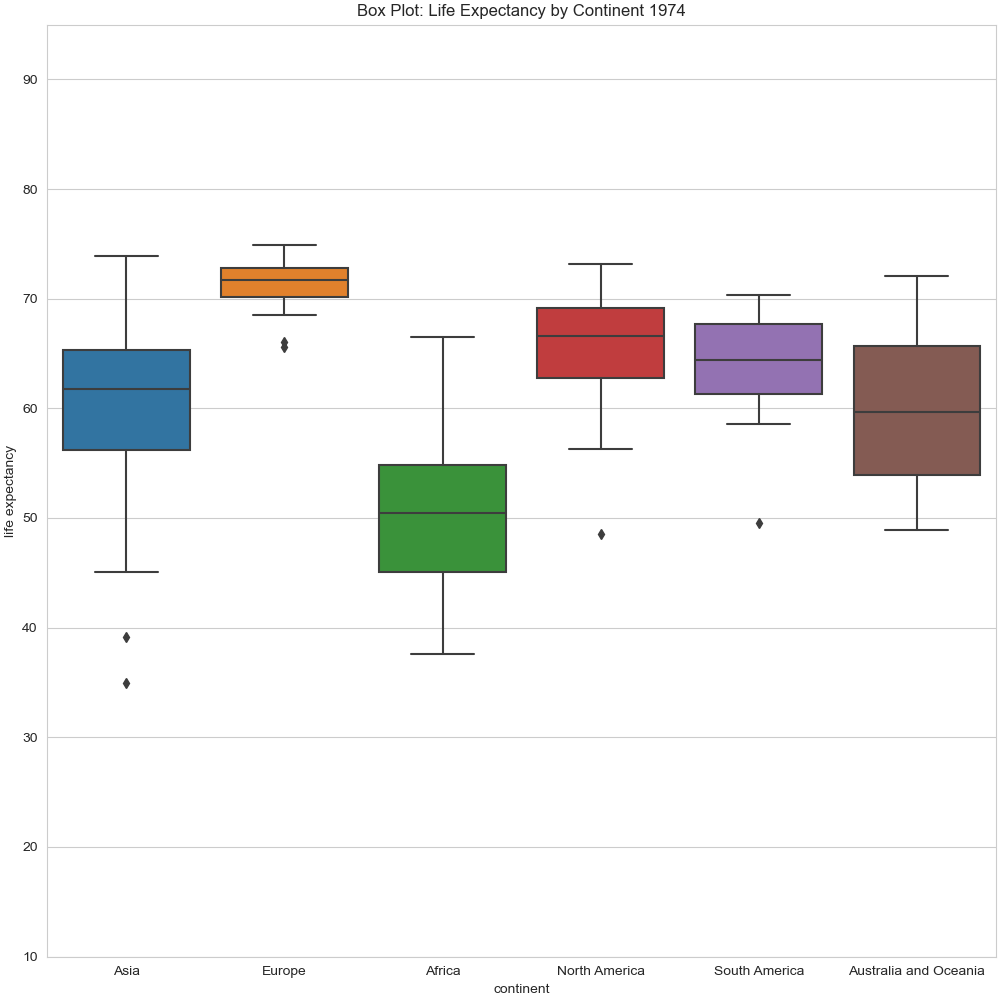 Box Plot: Life Expectancy by Continent 1974
life expectancy
90
80
70
60
50
40
30
20
10
Asia
Europe
Africa
North America
South America
Australia and Oceania
continent